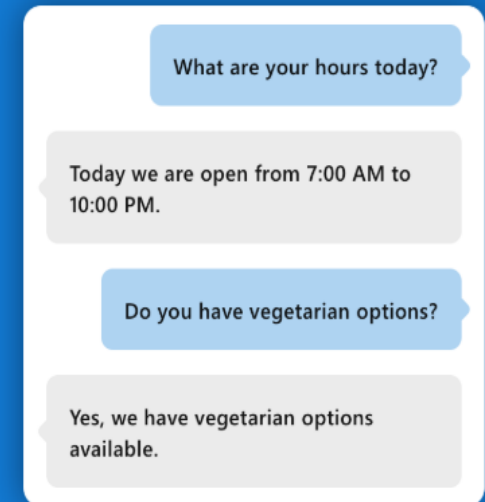 What are your hours today?
Today we are open from 7:00 AM to
10:00 PM.
Do you have vegetarian options?
Yes, we have vegetarian options
available.